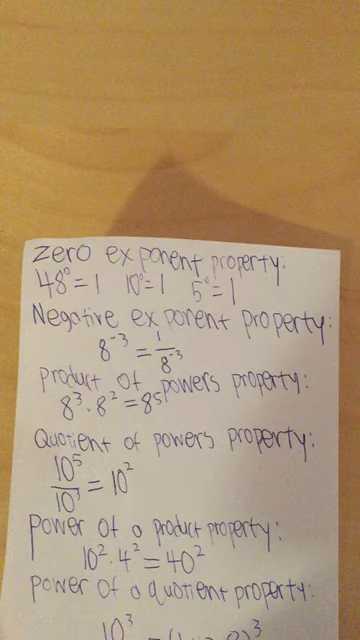 zero exponent property:
48⁰=1 10⁰=1 5⁰=1
Negative exponent property:
8⁻³ = 1/8⁻³
product of powers property:
8³·8²=85
Quotient of powers property:
10⁵/10³ = 10²
power of a product property:
10²·4²=40²
power of a quotient property:
10³